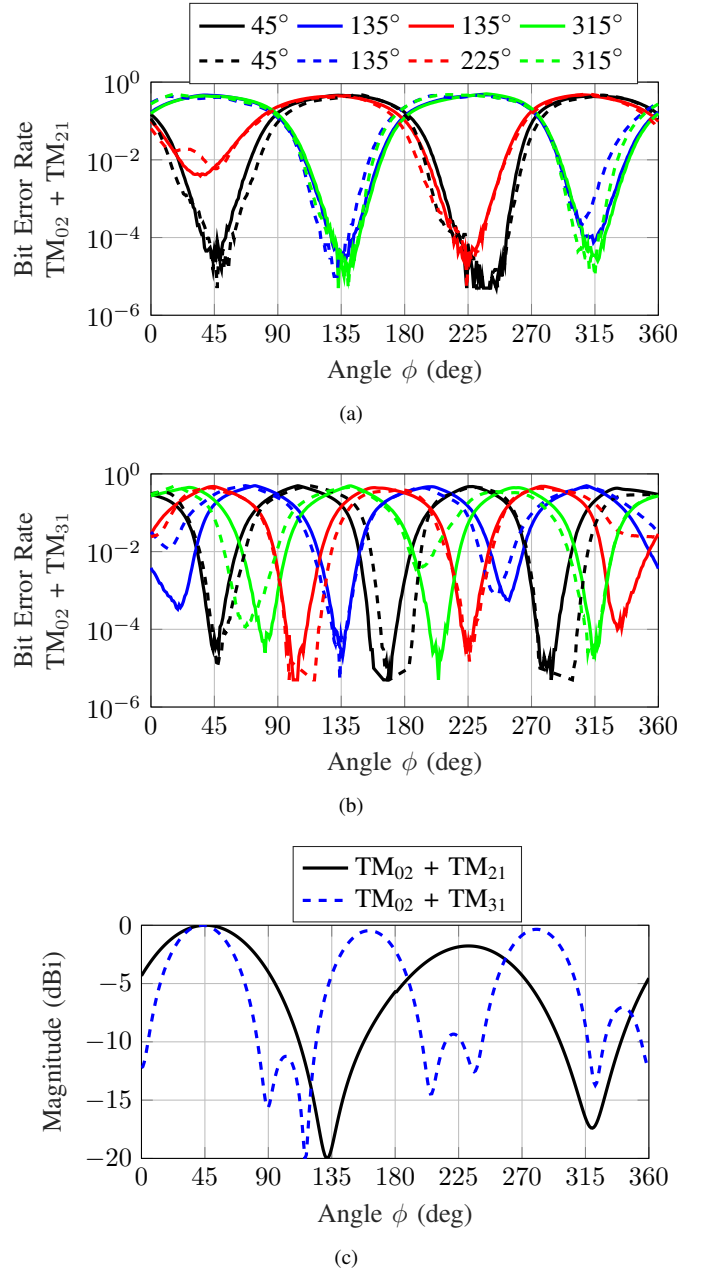 45° 135° 135° 315°
45° 135° 225° 315°
Bit Error Rate
TM02 + TM21
10^0
10^−2
10^−4
10^−6
0 45 90 135 180 225 270 315 360
Angle ϕ (deg)
(a)
Bit Error Rate
TM02 + TM31
10^0
10^−2
10^−4
10^−6
0 45 90 135 180 225 270 315 360
Angle ϕ (deg)
(b)
TM02 + TM21
TM02 + TM31
Magnitude (dBi)
0
−5
−10
−15
−20
0 45 90 135 180 225 270 315 360
Angle ϕ (deg)
(c)